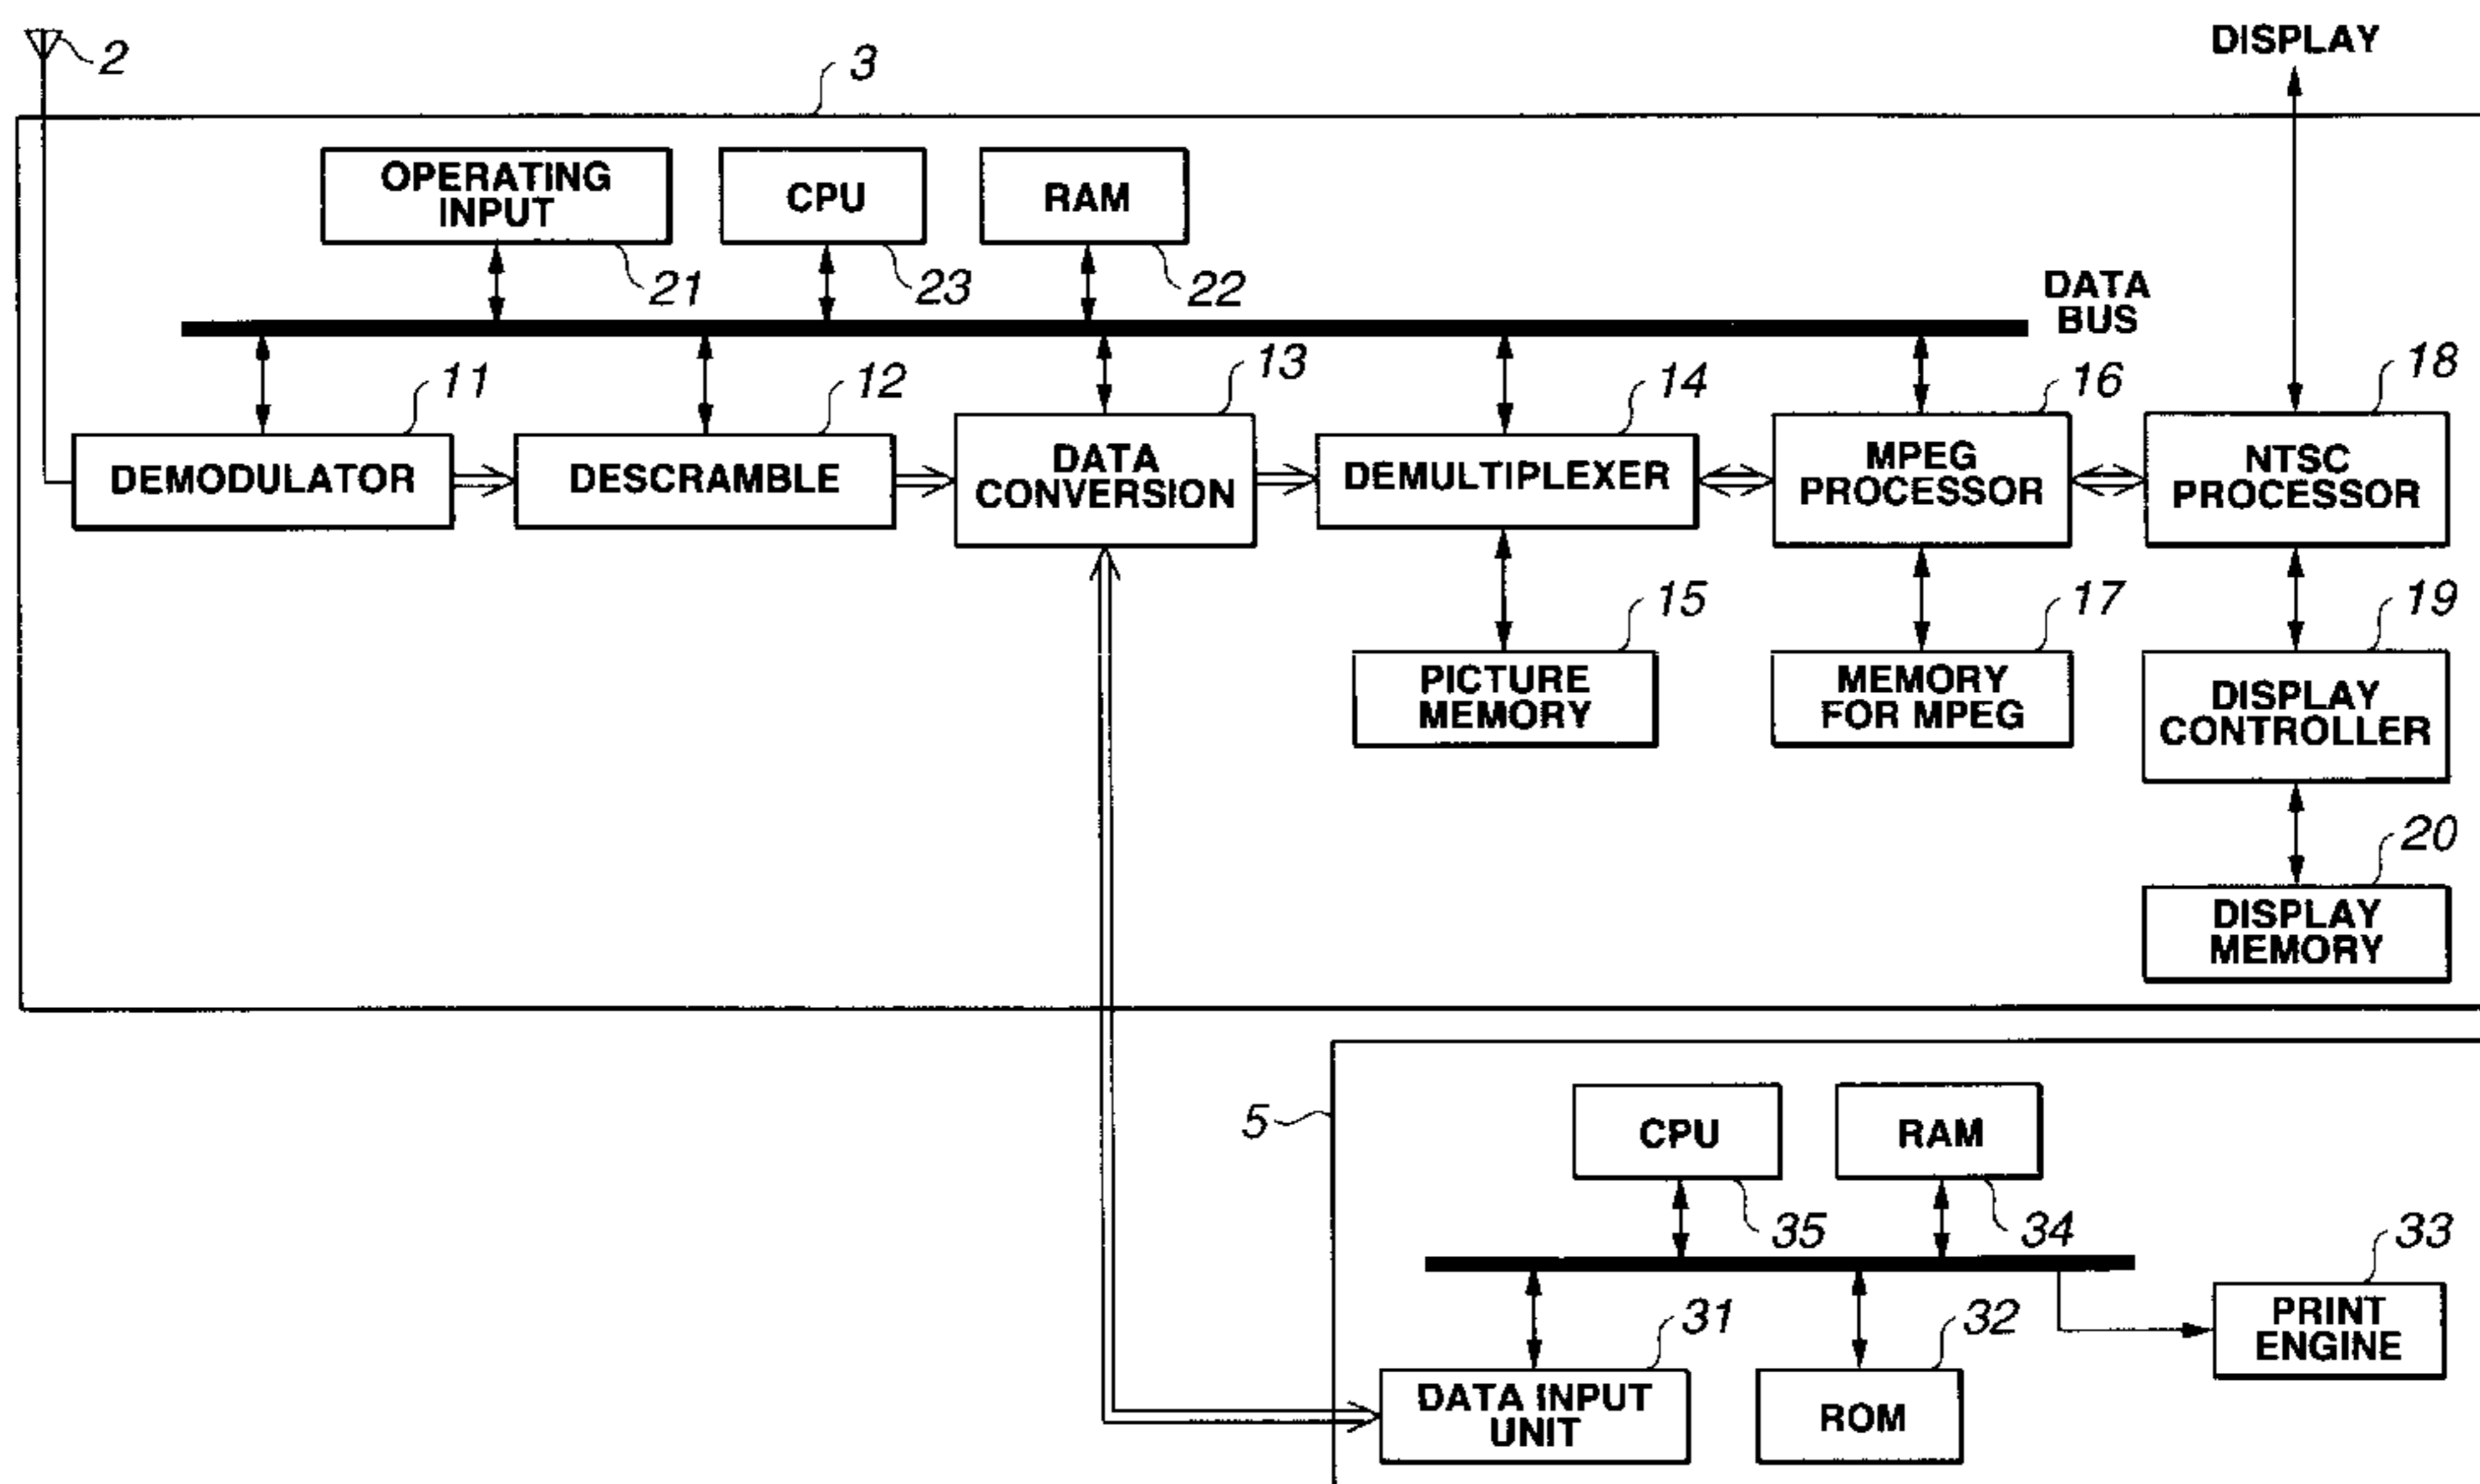 2
3
DISPLAY
OPERATING
INPUT
CPU
RAM
21
23
22
DATA
BUS
11
12
13
14
16
18
DEMODULATOR
DESCRAMBLE
DATA
CONVERSION
DEMULTIPLEXER
MPEG
PROCESSOR
NTSC
PROCESSOR
15
17
19
PICTURE
MEMORY
MEMORY
FOR MPEG
DISPLAY
CONTROLLER
20
DISPLAY
MEMORY
5
CPU
RAM
35
34
33
31
32
PRINT
ENGINE
DATA INPUT
UNIT
ROM